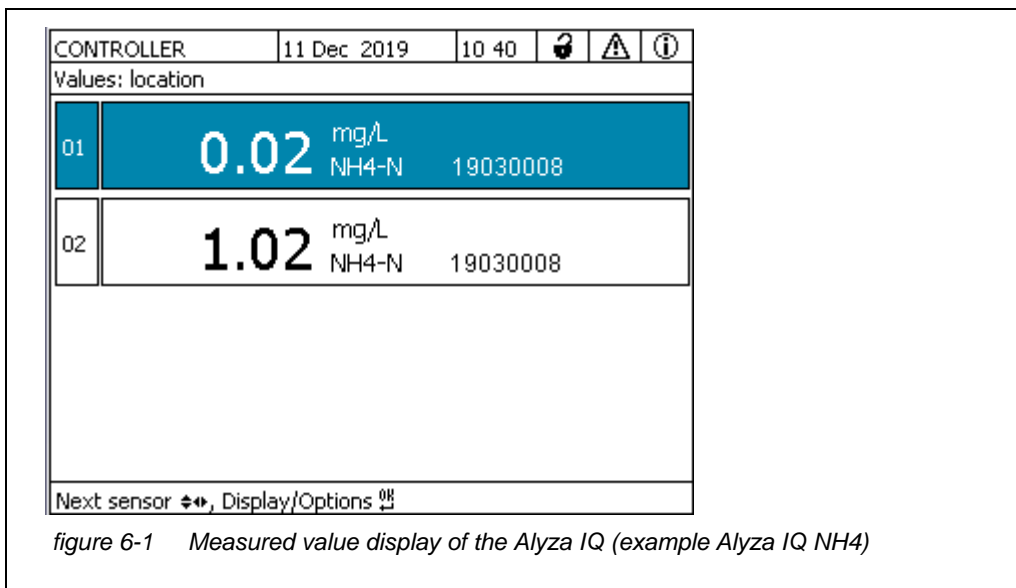 CONTROLLER 11 Dec 2019 10 40
Values: location
01 0.02 mg/L NH4-N 19030008
02 1.02 mg/L NH4-N 19030008
Next sensor, Display/Options OK
figure 6-1 Measured value display of the Alyza IQ (example Alyza IQ NH4)